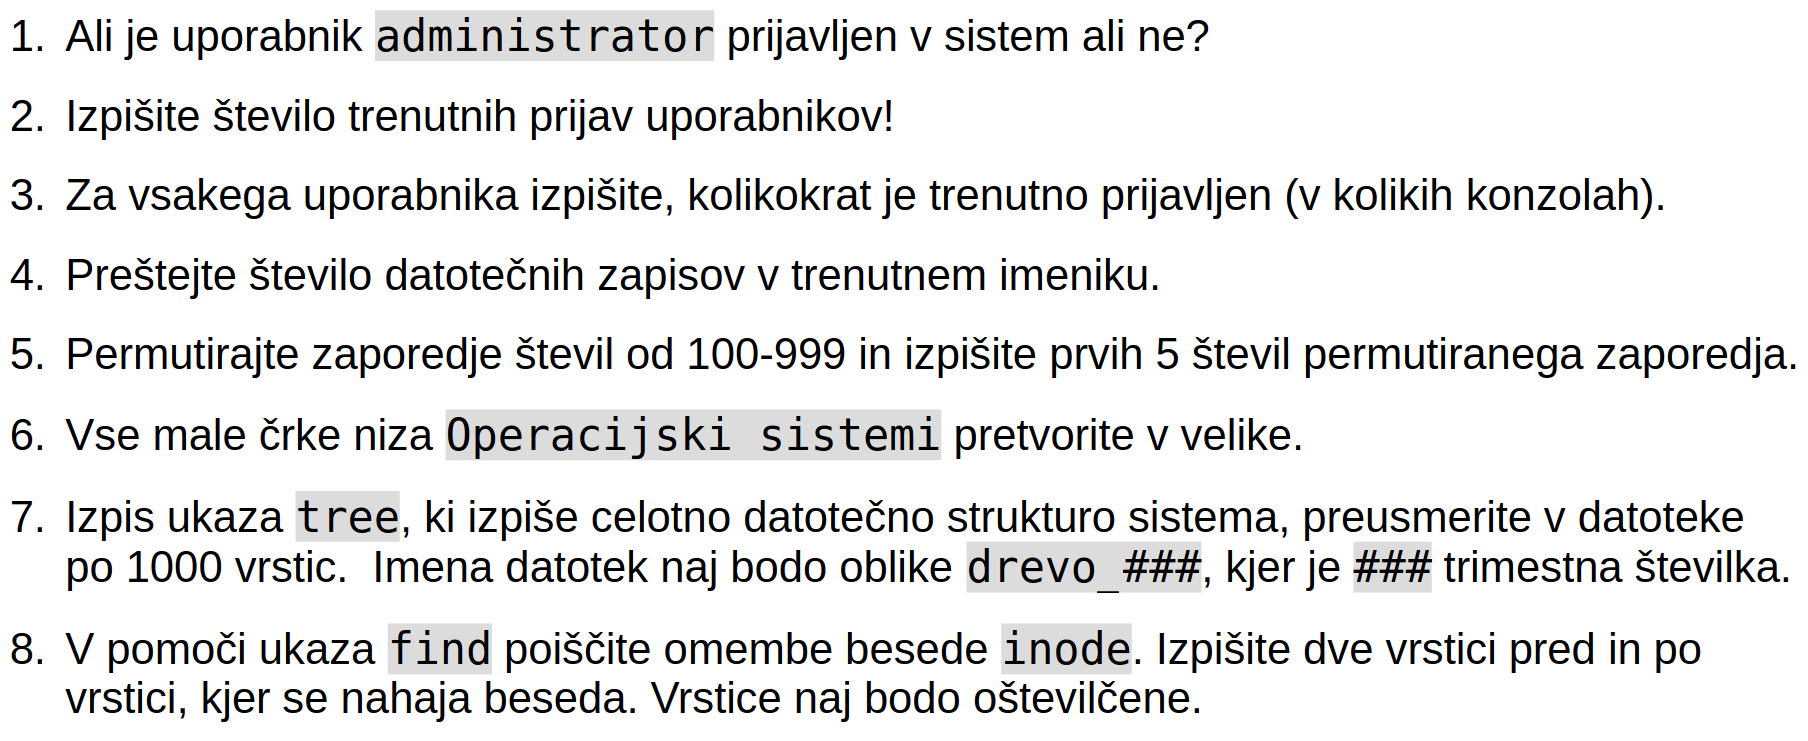 1. Ali je uporabnik administrator prijavljen v sistem ali ne?
2. Izpišite število trenutnih prijav uporabnikov!
3. Za vsakega uporabnika izpišite, kolikokrat je trenutno prijavljen (v kolikih konzolah).
4. Preštejte število datotečnih zapisov v trenutnem imeniku.
5. Permutirajte zaporedje števil od 100-999 in izpišite prvih 5 števil permutiranega zaporedja.
6. Vse male črke niza Operacijski sistemi pretvorite v velike.
7. Izpis ukaza tree, ki izpiše celotno datotečno strukturo sistema, preusmerite v datoteke
po 1000 vrstic.  Imena datotek naj bodo oblike drevo_###, kjer je ### trimestna številka.
8. V pomoči ukaza find poiščite omembe besede inode. Izpišite dve vrstici pred in po
vrstici, kjer se nahaja beseda. Vrstice naj bodo oštevilčene.